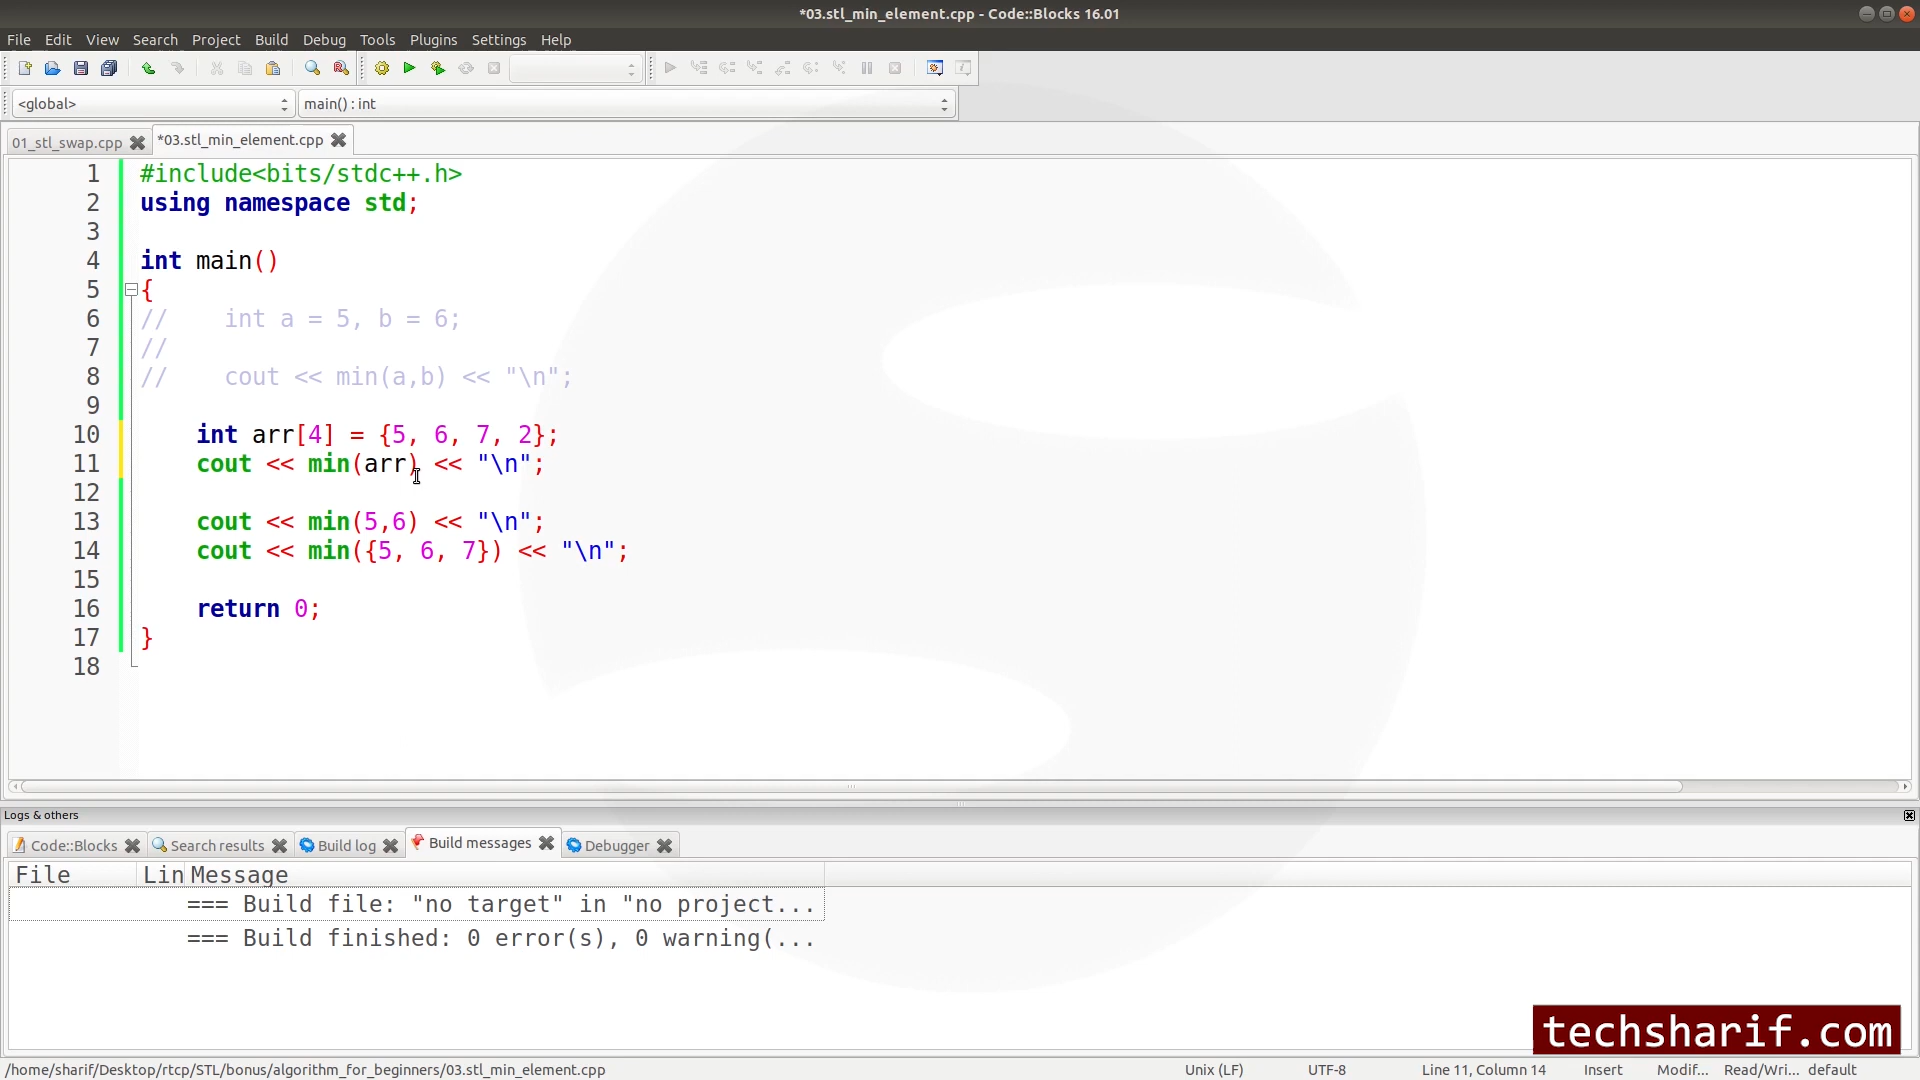 *03.stl_min_element.cpp - Code::Blocks 16.01
File Edit View Search Project Build Debug Tools Plugins Settings Help
<global> main() : int
01_stl_swap.cpp *03.stl_min_element.cpp
1 #include<bits/stdc++.h>
2 using namespace std;
3
4 int main()
5 {
6 //    int a = 5, b = 6;
7 //
8 //    cout << min(a,b) << "\n";
9
10     int arr[4] = {5, 6, 7, 2};
11     cout << min(arr) << "\n";
12
13     cout << min(5,6) << "\n";
14     cout << min({5, 6, 7}) << "\n";
15
16     return 0;
17 }
18
Logs & others
Code::Blocks Search results Build log Build messages Debugger
File Lin Message
=== Build file: "no target" in "no project...
=== Build finished: 0 error(s), 0 warning(...
techsharif.com
/home/sharif/Desktop/rtcp/STL/bonus/algorithm_for_beginners/03.stl_min_element.cpp Unix (LF) UTF-8 Line 11, Column 14 Insert Modif... Read/Wri... default